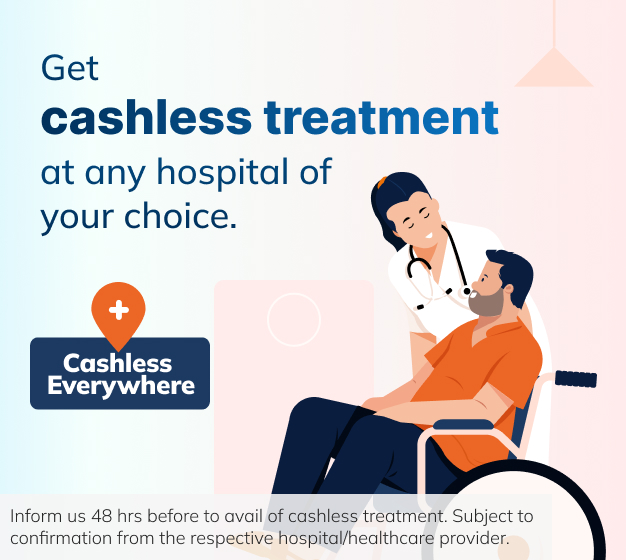 Get
cashless treatment
at any hospital of
your choice.
Cashless
Everywhere
Inform us 48 hrs before to avail of cashless treatment. Subject to
confirmation from the respective hospital/healthcare provider.